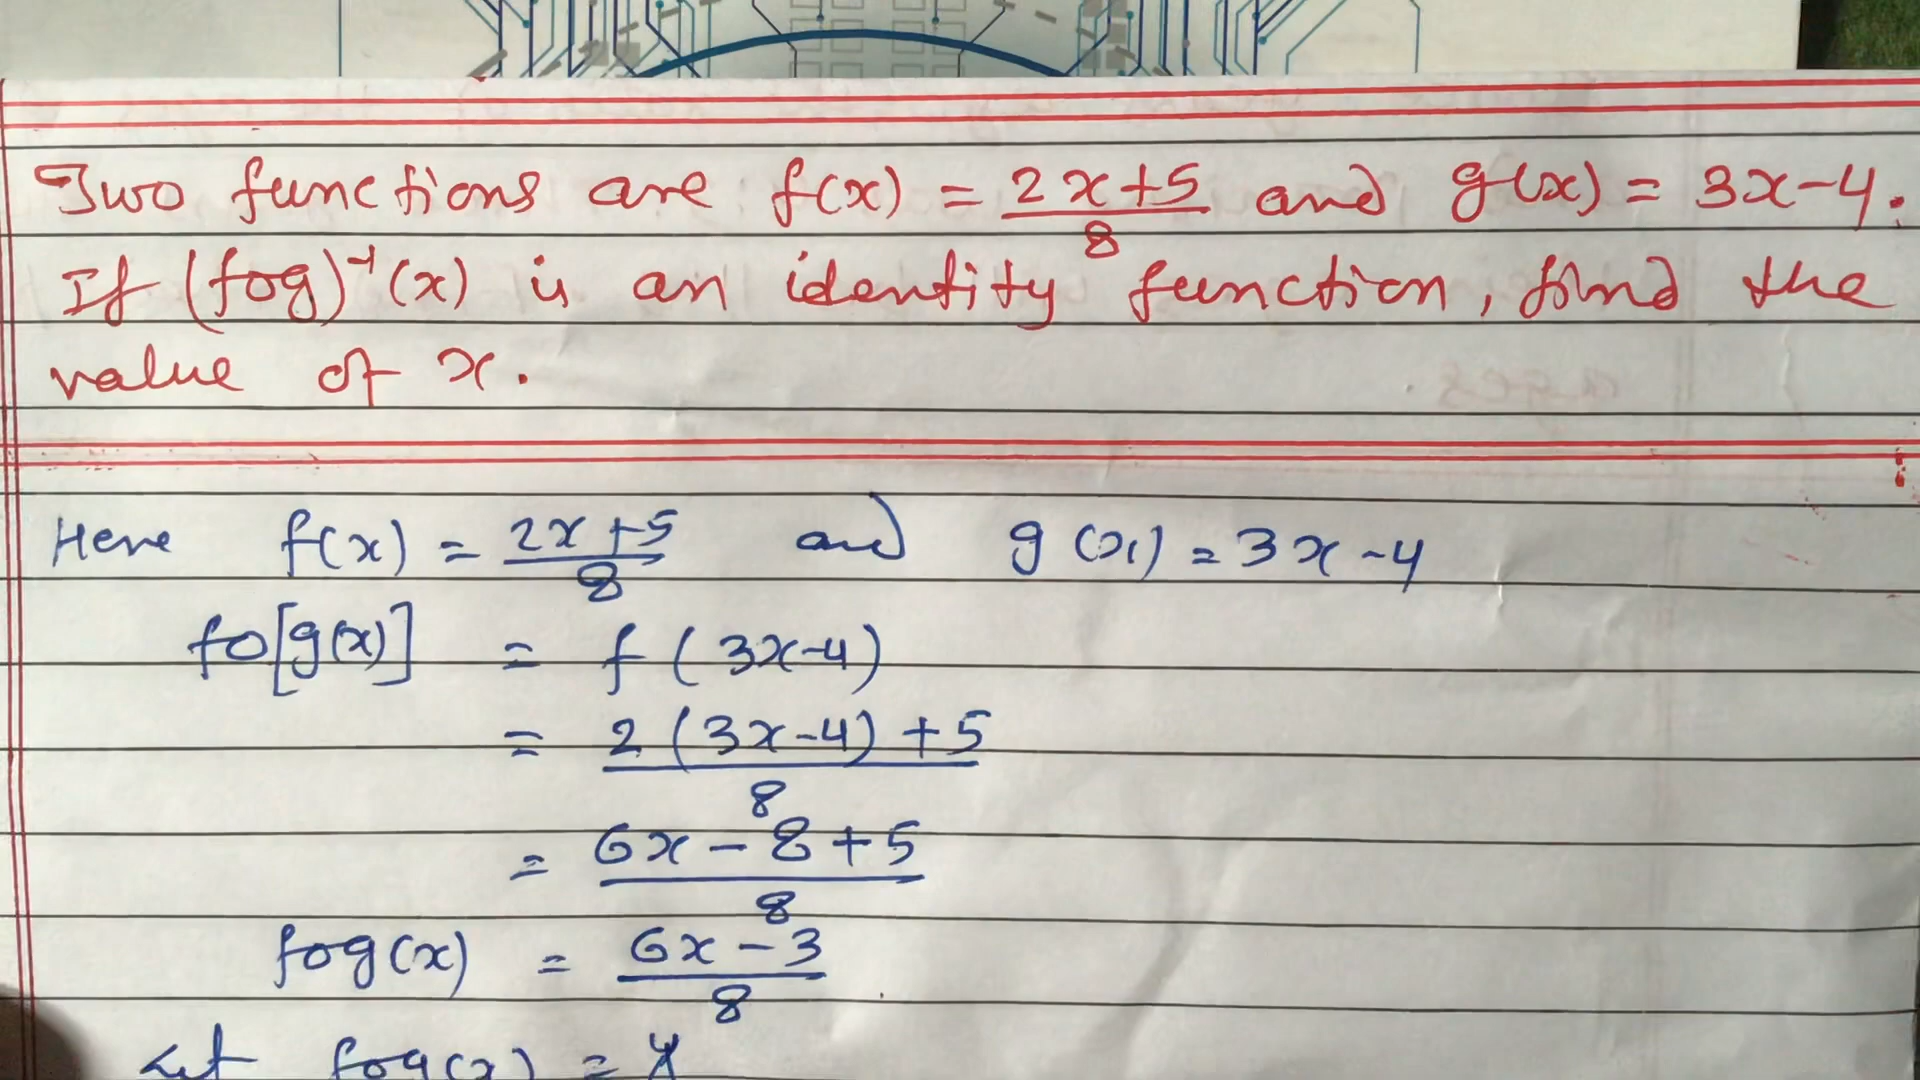 Two functions are f(x) = (2x+5)/8 and g(x) = 3x-4.
If (fog)⁻¹(x) is an identity function, find the
value of x.
Here f(x) = (2x+5)/8 and g(x) = 3x-4
fo[g(x)] = f(3x-4)
= (2(3x-4)+5)/8
= (6x-8+5)/8
fog(x) = (6x-3)/8
Let fog(x) = y